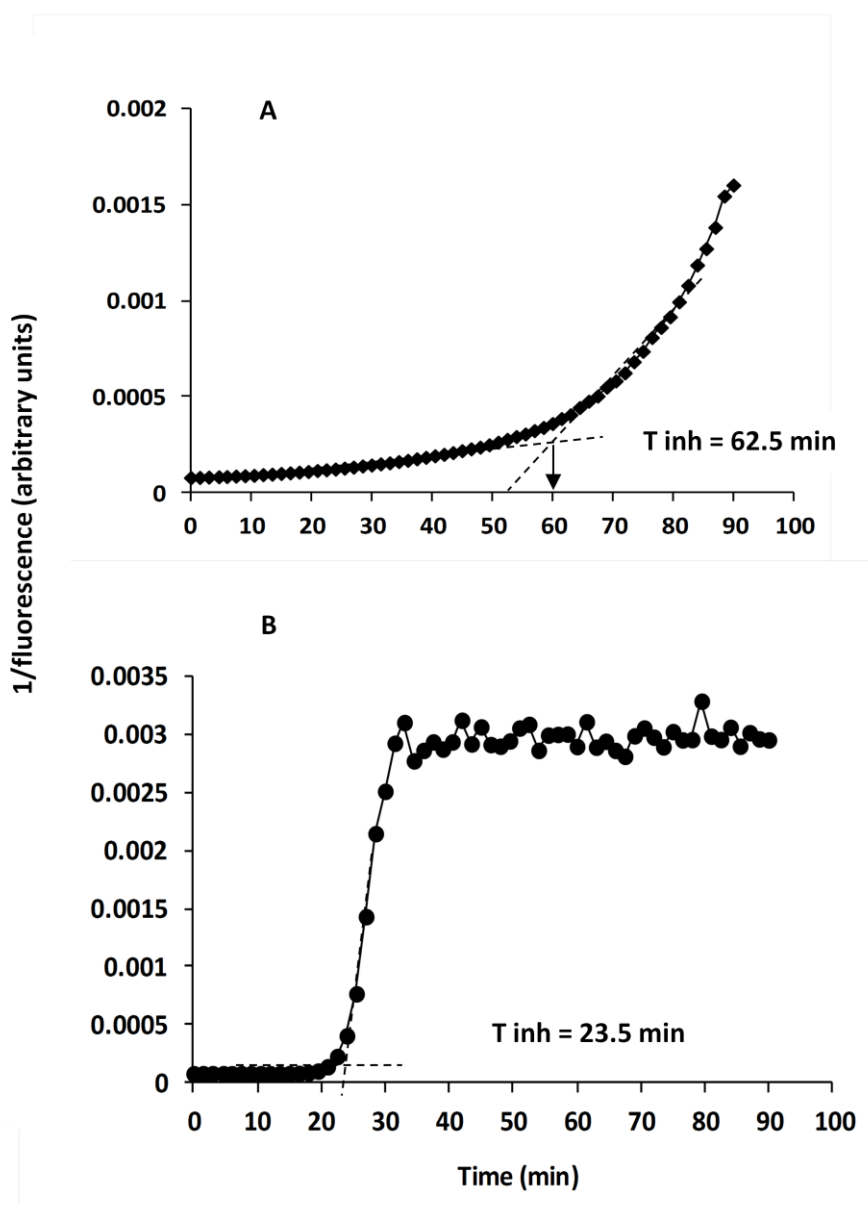 1/fluorescence (arbitrary units)
A
0.002
0.0015
0.001
0.0005
0
T inh = 62.5 min
0 10 20 30 40 50 60 70 80 90 100
B
0.0035
0.003
0.0025
0.002
0.0015
0.001
0.0005
0
T inh = 23.5 min
0 10 20 30 40 50 60 70 80 90 100
Time (min)